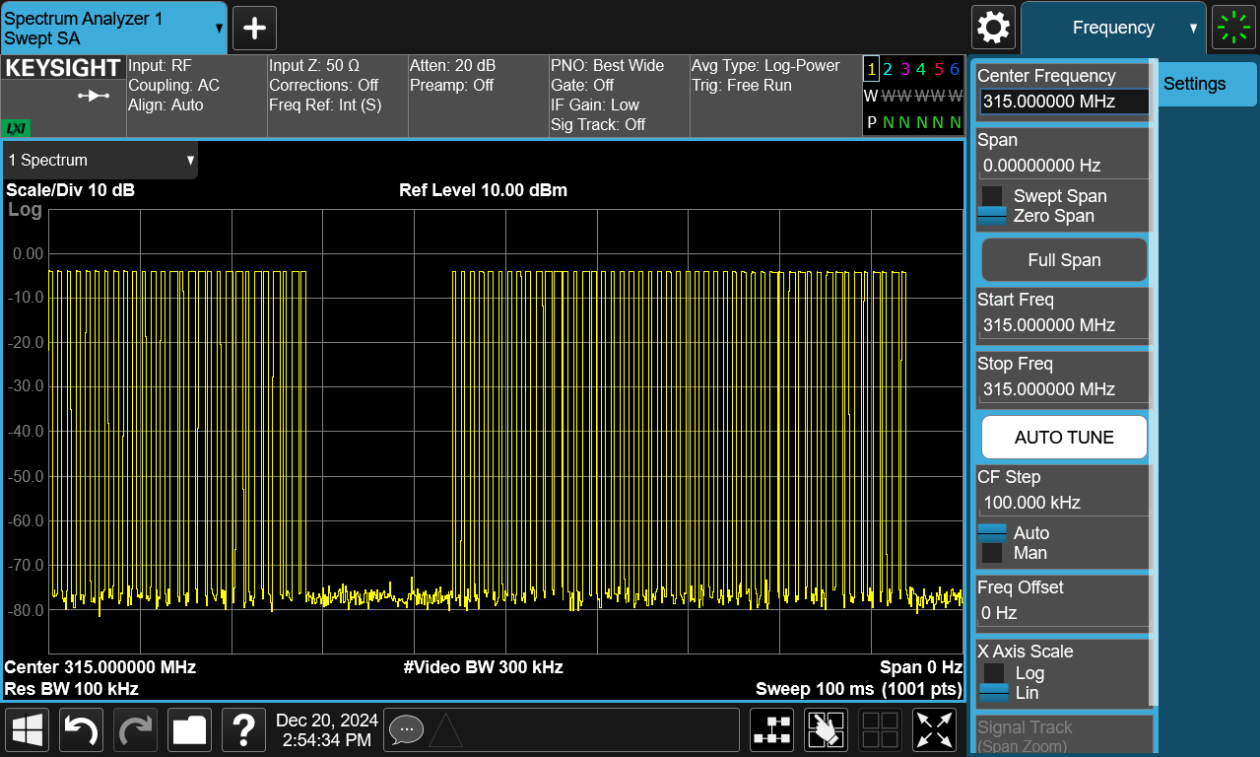 Spectrum Analyzer 1
Swept SA
Frequency
KEYSIGHT
LXI
Input: RF
Coupling: AC
Align: Auto
Input Z: 50 Ω
Corrections: Off
Freq Ref: Int (S)
Atten: 20 dB
Preamp: Off
PNO: Best Wide
Gate: Off
IF Gain: Low
Sig Track: Off
Avg Type: Log-Power
Trig: Free Run
1 2 3 4 5 6
W W W W W W
P N N N N N
1 Spectrum
Scale/Div 10 dB
Ref Level 10.00 dBm
Log
0.00
-10.0
-20.0
-30.0
-40.0
-50.0
-60.0
-70.0
-80.0
Center 315.000000 MHz
#Video BW 300 kHz
Span 0 Hz
Res BW 100 kHz
Sweep 100 ms (1001 pts)
Dec 20, 2024
2:54:34 PM
Center Frequency
315.000000 MHz
Settings
Span
0.00000000 Hz
Swept Span
Zero Span
Full Span
Start Freq
315.000000 MHz
Stop Freq
315.000000 MHz
AUTO TUNE
CF Step
100.000 kHz
Auto
Man
Freq Offset
0 Hz
X Axis Scale
Log
Lin
Signal Track
(Span Zoom)